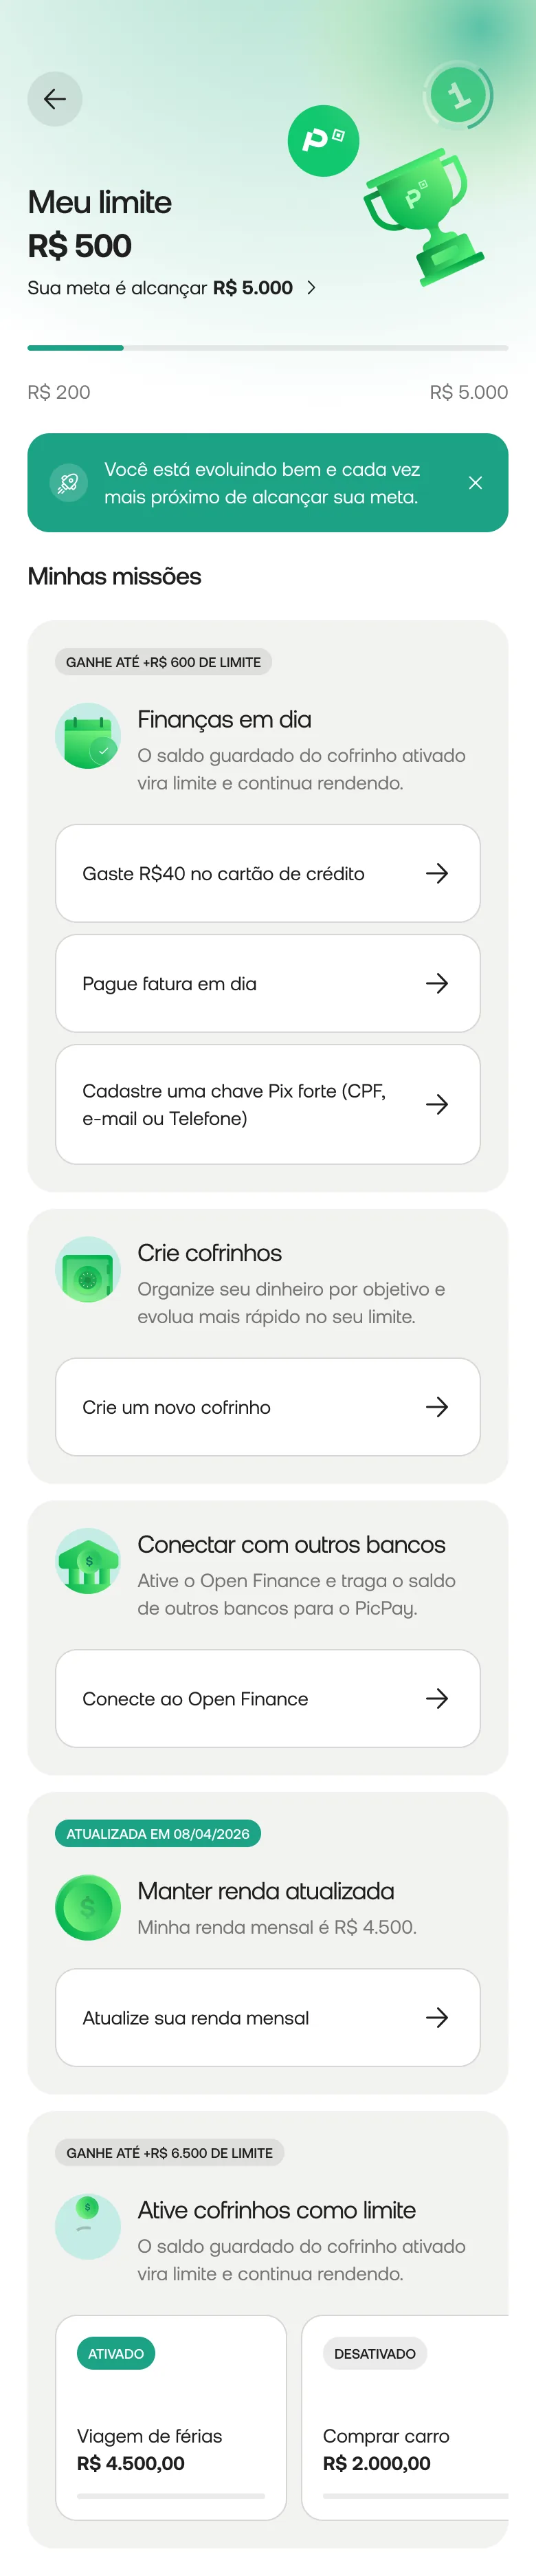 1
P
P
Meu limite
R$ 500
Sua meta é alcançar R$ 5.000
R$ 200
R$ 5.000
Você está evoluindo bem e cada vez
mais próximo de alcançar sua meta.
Minhas missões
GANHE ATÉ +R$ 600 DE LIMITE
Finanças em dia
O saldo guardado do cofrinho ativado
vira limite e continua rendendo.
Gaste R$40 no cartão de crédito
Pague fatura em dia
Cadastre uma chave Pix forte (CPF,
e-mail ou Telefone)
Crie cofrinhos
Organize seu dinheiro por objetivo e
evolua mais rápido no seu limite.
Crie um novo cofrinho
$
Conectar com outros bancos
Ative o Open Finance e traga o saldo
de outros bancos para o PicPay.
Conecte ao Open Finance
ATUALIZADA EM 08/04/2026
$
Manter renda atualizada
Minha renda mensal é R$ 4.500.
Atualize sua renda mensal
GANHE ATÉ +R$ 6.500 DE LIMITE
$
Ative cofrinhos como limite
O saldo guardado do cofrinho ativado
vira limite e continua rendendo.
ATIVADO
Viagem de férias
R$ 4.500,00
DESATIVADO
Comprar carro
R$ 2.000,00